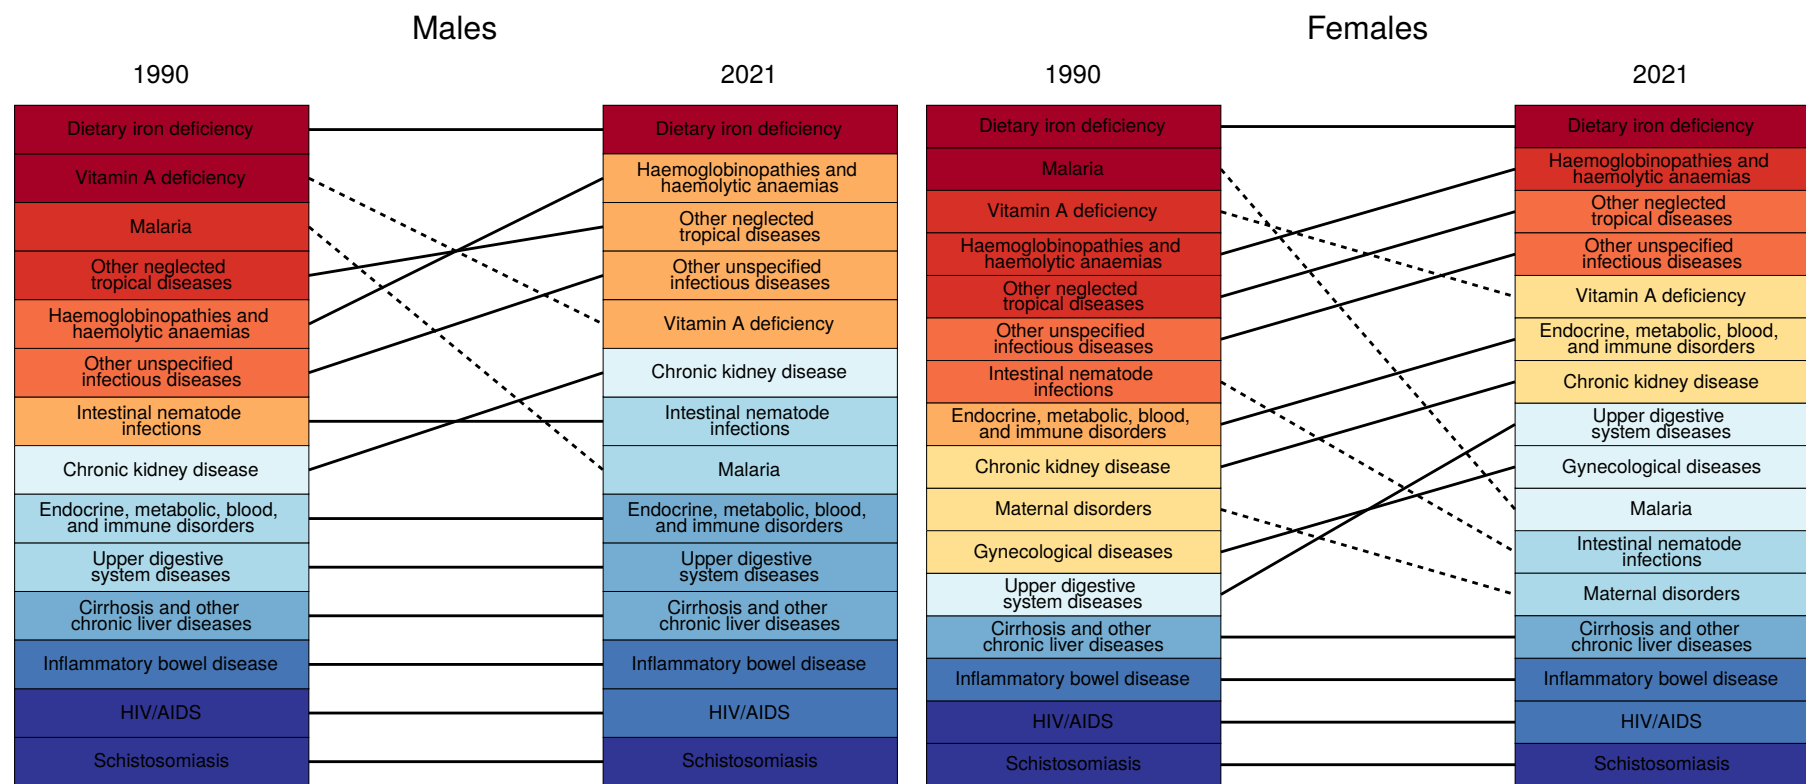 Males
1990
2021
Dietary iron deficiency
Vitamin A deficiency
Malaria
Other neglected
tropical diseases
Haemoglobinopathies and
haemolytic anaemias
Other unspecified
infectious diseases
Intestinal nematode
infections
Chronic kidney disease
Endocrine, metabolic, blood,
and immune disorders
Upper digestive
system diseases
Cirrhosis and other
chronic liver diseases
Inflammatory bowel disease
HIV/AIDS
Schistosomiasis
Dietary iron deficiency
Haemoglobinopathies and
haemolytic anaemias
Other neglected
tropical diseases
Other unspecified
infectious diseases
Vitamin A deficiency
Chronic kidney disease
Intestinal nematode
infections
Malaria
Endocrine, metabolic, blood,
and immune disorders
Upper digestive
system diseases
Cirrhosis and other
chronic liver diseases
Inflammatory bowel disease
HIV/AIDS
Schistosomiasis
Females
1990
2021
Dietary iron deficiency
Malaria
Vitamin A deficiency
Haemoglobinopathies and
haemolytic anaemias
Other neglected
tropical diseases
Other unspecified
infectious diseases
Intestinal nematode
infections
Endocrine, metabolic, blood,
and immune disorders
Chronic kidney disease
Maternal disorders
Gynecological diseases
Upper digestive
system diseases
Cirrhosis and other
chronic liver diseases
Inflammatory bowel disease
HIV/AIDS
Schistosomiasis
Dietary iron deficiency
Haemoglobinopathies and
haemolytic anaemias
Other neglected
tropical diseases
Other unspecified
infectious diseases
Vitamin A deficiency
Endocrine, metabolic, blood,
and immune disorders
Chronic kidney disease
Upper digestive
system diseases
Gynecological diseases
Malaria
Intestinal nematode
infections
Maternal disorders
Cirrhosis and other
chronic liver diseases
Inflammatory bowel disease
HIV/AIDS
Schistosomiasis